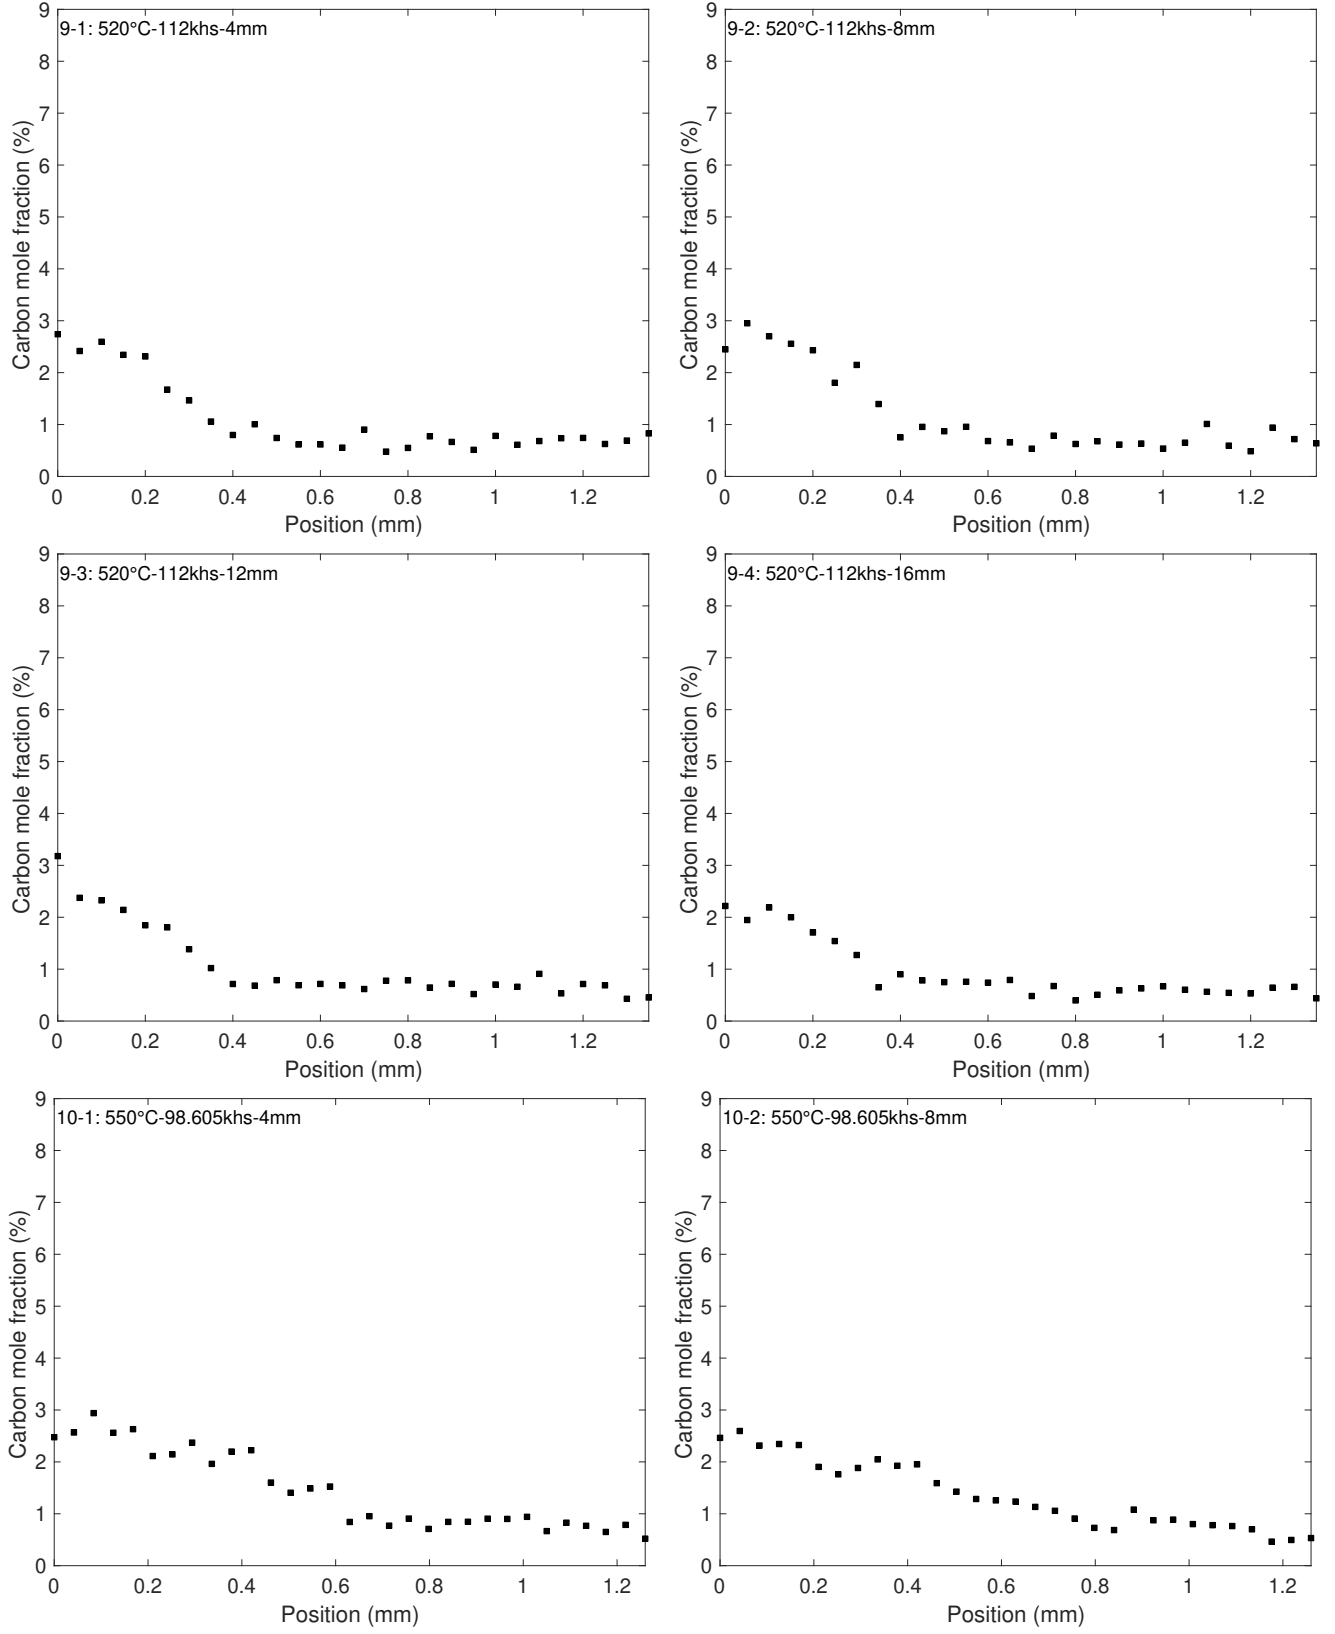 9-1: 520°C-112khs-4mm
Carbon mole fraction (%)
9
8
7
6
5
4
3
2
1
0
0 0.2 0.4 0.6 0.8 1 1.2
Position (mm)
9-2: 520°C-112khs-8mm
Carbon mole fraction (%)
9
8
7
6
5
4
3
2
1
0
0 0.2 0.4 0.6 0.8 1 1.2
Position (mm)
9-3: 520°C-112khs-12mm
Carbon mole fraction (%)
9
8
7
6
5
4
3
2
1
0
0 0.2 0.4 0.6 0.8 1 1.2
Position (mm)
9-4: 520°C-112khs-16mm
Carbon mole fraction (%)
9
8
7
6
5
4
3
2
1
0
0 0.2 0.4 0.6 0.8 1 1.2
Position (mm)
10-1: 550°C-98.605khs-4mm
Carbon mole fraction (%)
9
8
7
6
5
4
3
2
1
0
0 0.2 0.4 0.6 0.8 1 1.2
Position (mm)
10-2: 550°C-98.605khs-8mm
Carbon mole fraction (%)
9
8
7
6
5
4
3
2
1
0
0 0.2 0.4 0.6 0.8 1 1.2
Position (mm)